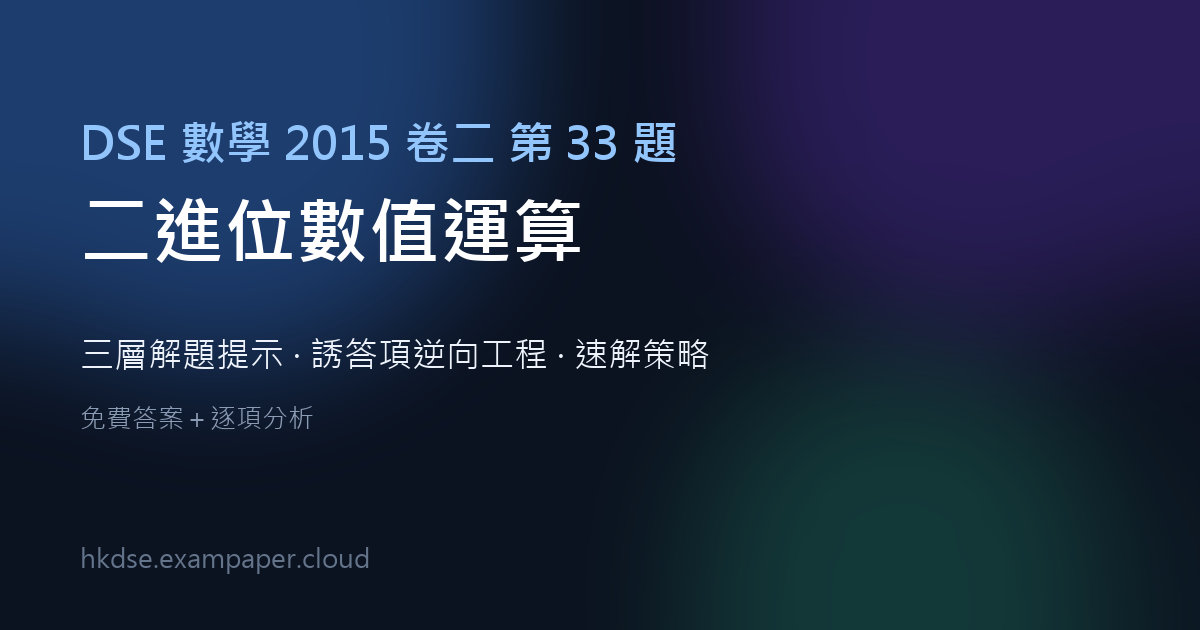 DSE 數學 2015 卷二 第 33 題
二進位數值運算
三層解題提示 · 誘答項逆向工程 · 速解策略
免費答案 + 逐項分析
hkdse.exampaper.cloud